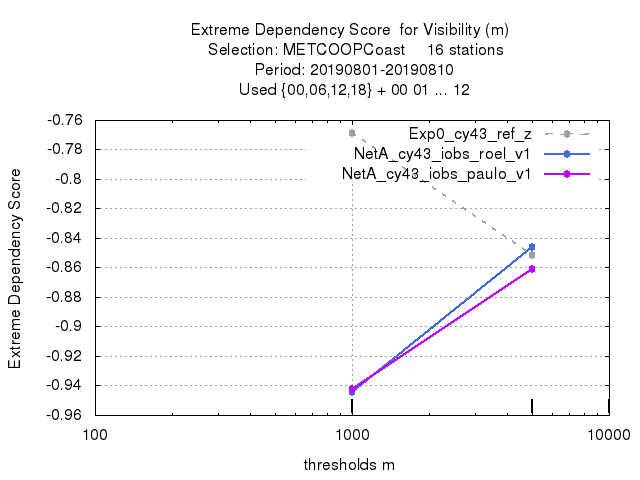 Extreme Dependency Score  for Visibility (m)
Selection: METCOOPCoast    16 stations
Period: 20190801-20190810
Used {00,06,12,18} + 00 01 ... 12
Exp0_cy43_ref_z
NetA_cy43_iobs_roel_v1
NetA_cy43_iobs_paulo_v1
Extreme Dependency Score
-0.76
-0.78
-0.8
-0.82
-0.84
-0.86
-0.88
-0.9
-0.92
-0.94
-0.96
100 1000 10000
thresholds m